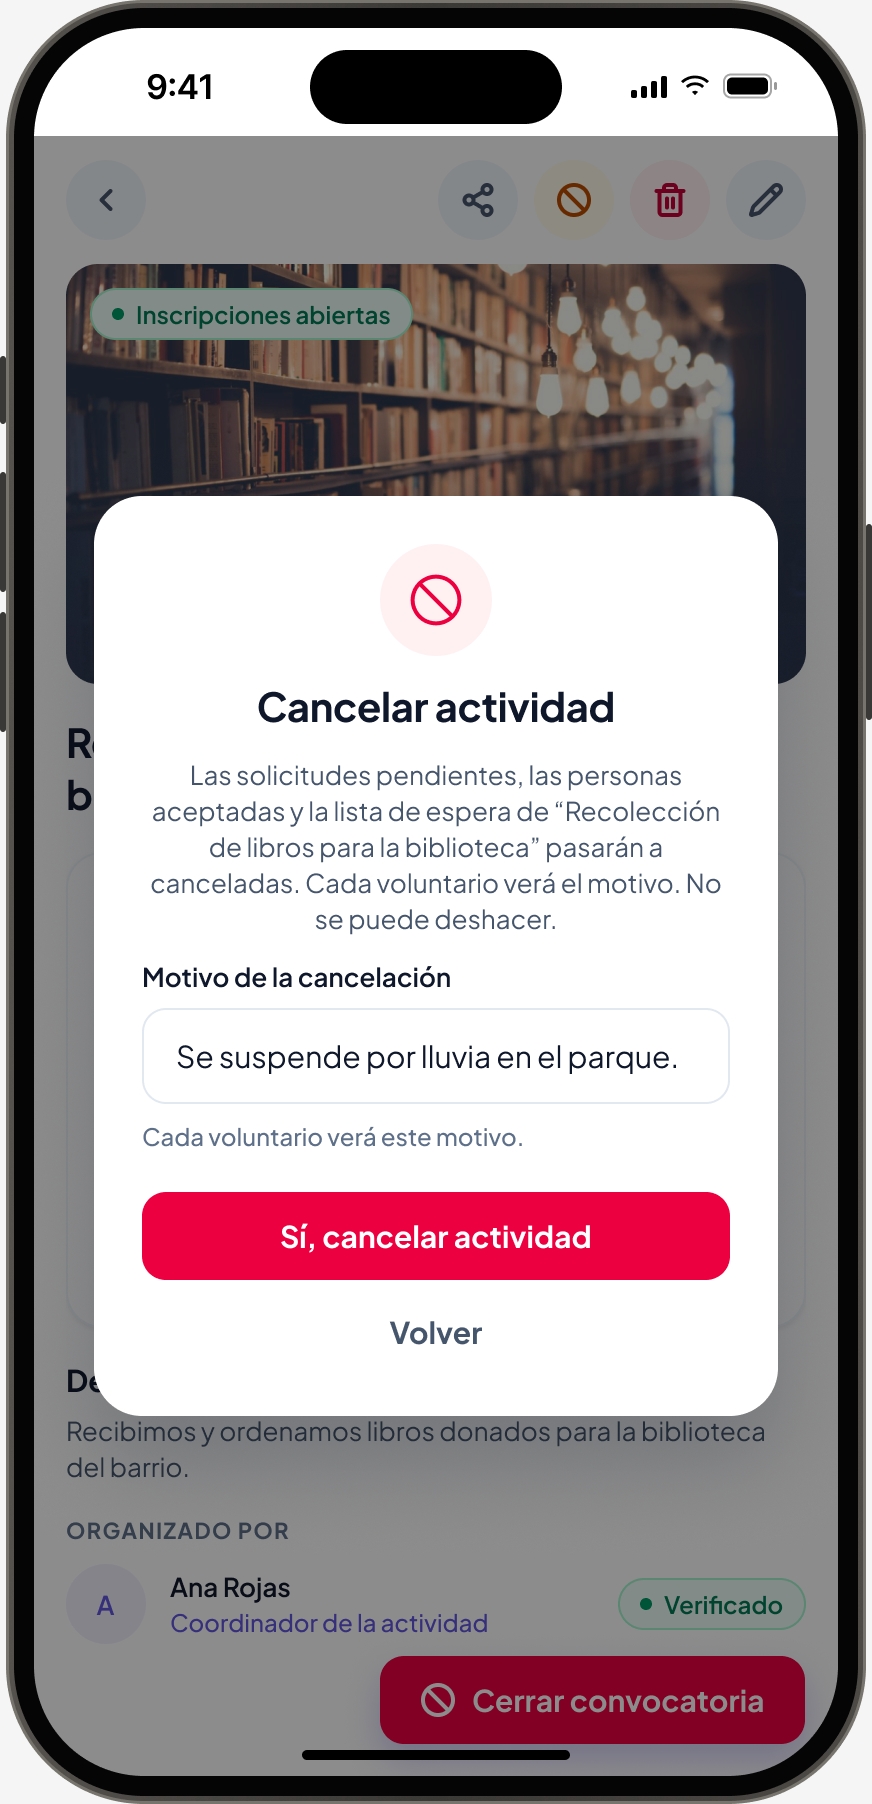 9:41
Inscripciones abiertas
Cancelar actividad
Las solicitudes pendientes, las personas
aceptadas y la lista de espera de “Recolección
de libros para la biblioteca” pasarán a
canceladas. Cada voluntario verá el motivo. No
se puede deshacer.
Motivo de la cancelación
Se suspende por lluvia en el parque.
Cada voluntario verá este motivo.
Sí, cancelar actividad
Volver
Recibimos y ordenamos libros donados para la biblioteca
del barrio.
ORGANIZADO POR
A
Ana Rojas
Coordinador de la actividad
Verificado
Cerrar convocatoria